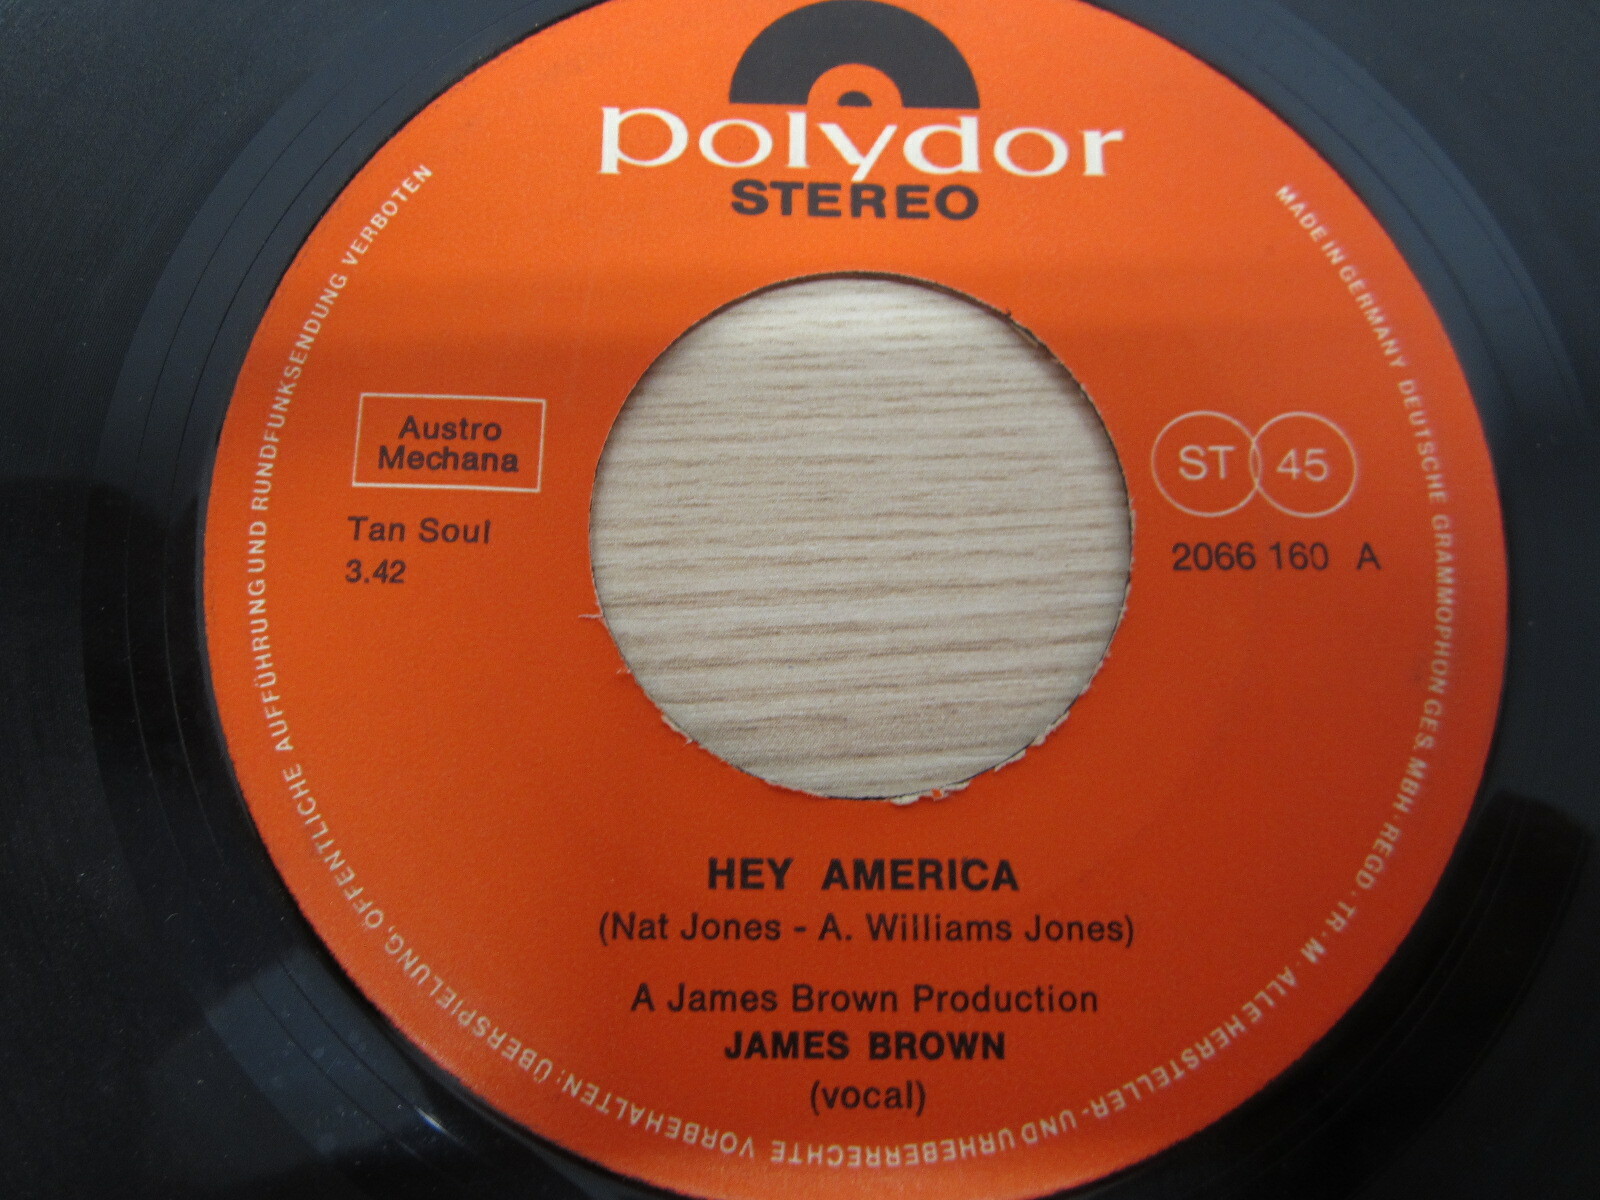 polydor
STEREO
Austro
Mechana
Tan Soul
3.42
ST 45
2066 160 A
HEY AMERICA
(Nat Jones - A. Williams Jones)
A James Brown Production
JAMES BROWN
(vocal)
MADE IN GERMANY DEUTSCHE GRAMMOPHON GES. MBH · REGD · TR · M · ALLE HERSTELLER- UND URHEBERRECHTE VORBEHALTEN; ÜBERSPIELUNG, ÖFFENTLICHE AUFFÜHRUNG UND RUNDFUNKSENDUNG VERBOTEN